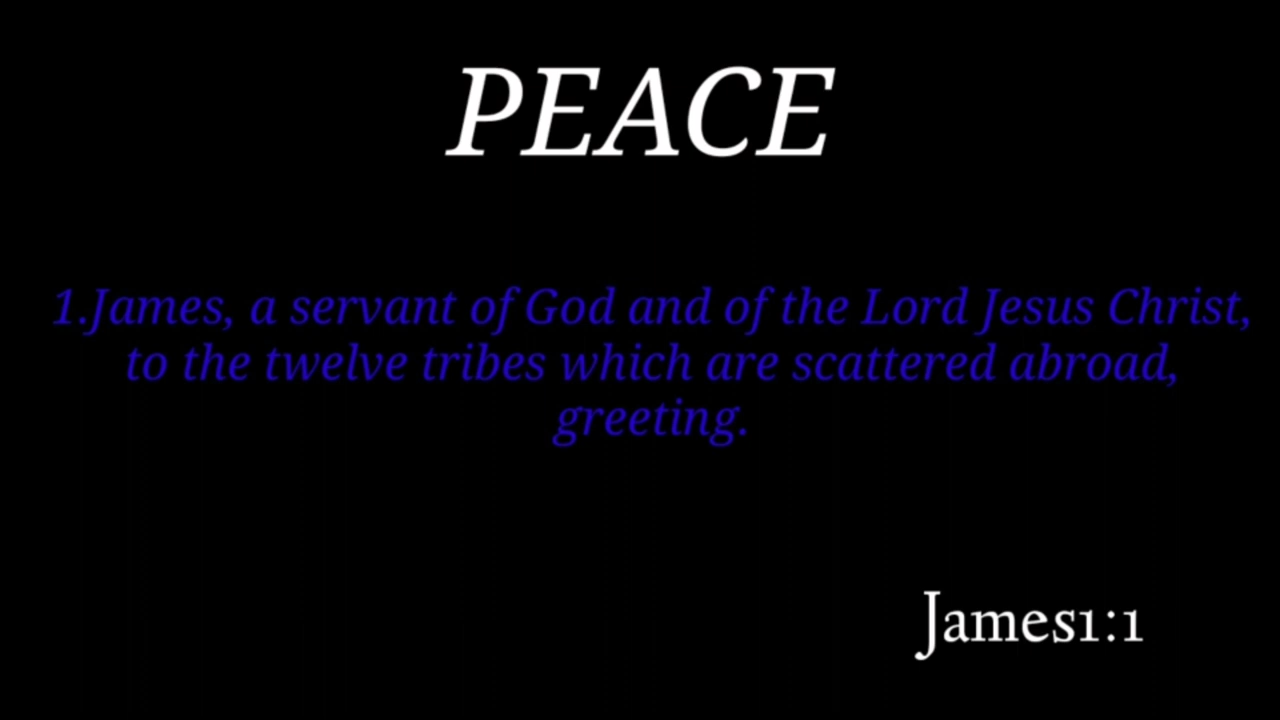 PEACE
1.James, a servant of God and of the Lord Jesus Christ,
to the twelve tribes which are scattered abroad,
greeting.
James1:1